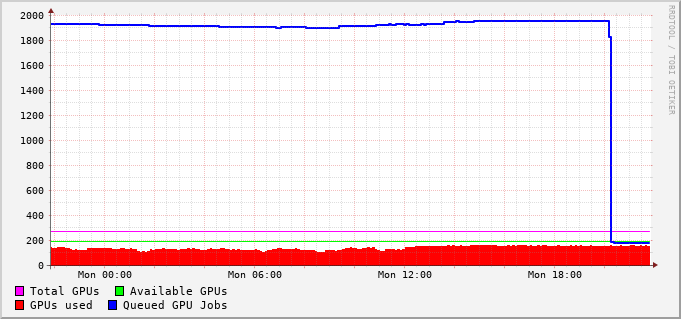 2000
1800
1600
1400
1200
1000
800
600
400
200
0
Mon 00:00 Mon 06:00 Mon 12:00 Mon 18:00
Total GPUs Available GPUs
GPUs used Queued GPU Jobs
RRDTOOL / TOBI OETIKER